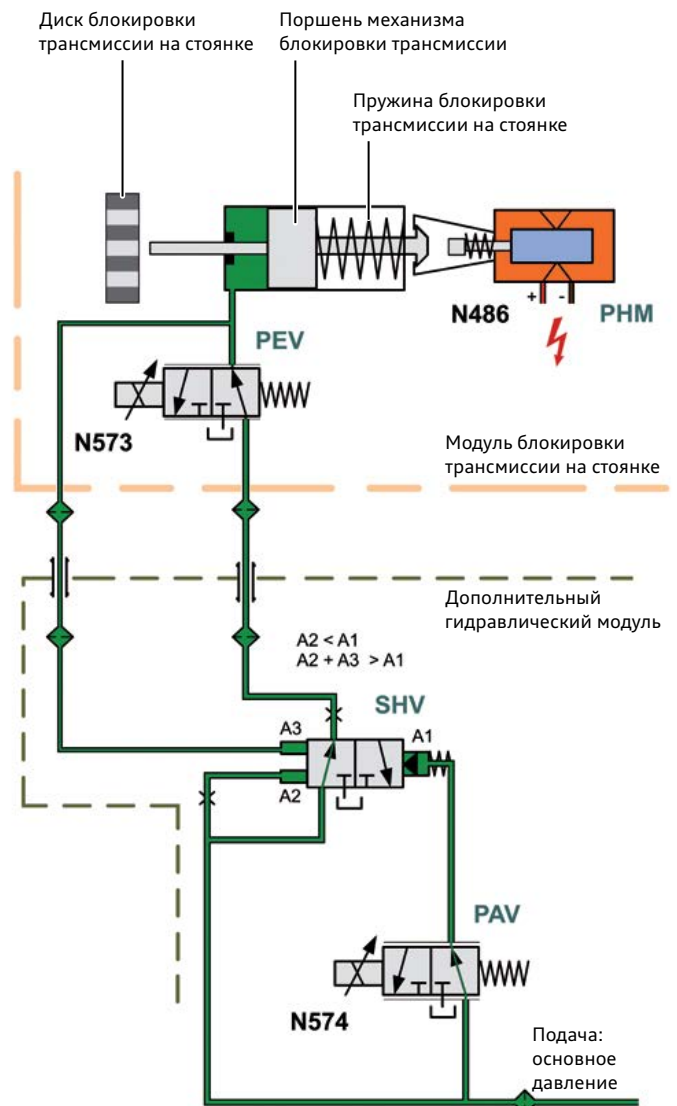 Диск блокировки
трансмиссии на стоянке
Поршень механизма
блокировки трансмиссии
Пружина блокировки
трансмиссии на стоянке
N486
+
-
PHM
PEV
N573
Модуль блокировки
трансмиссии на стоянке
Дополнительный
гидравлический модуль
A2 < A1
A2 + A3 > A1
SHV
A3
A1
A2
PAV
N574
Подача:
основное
давление